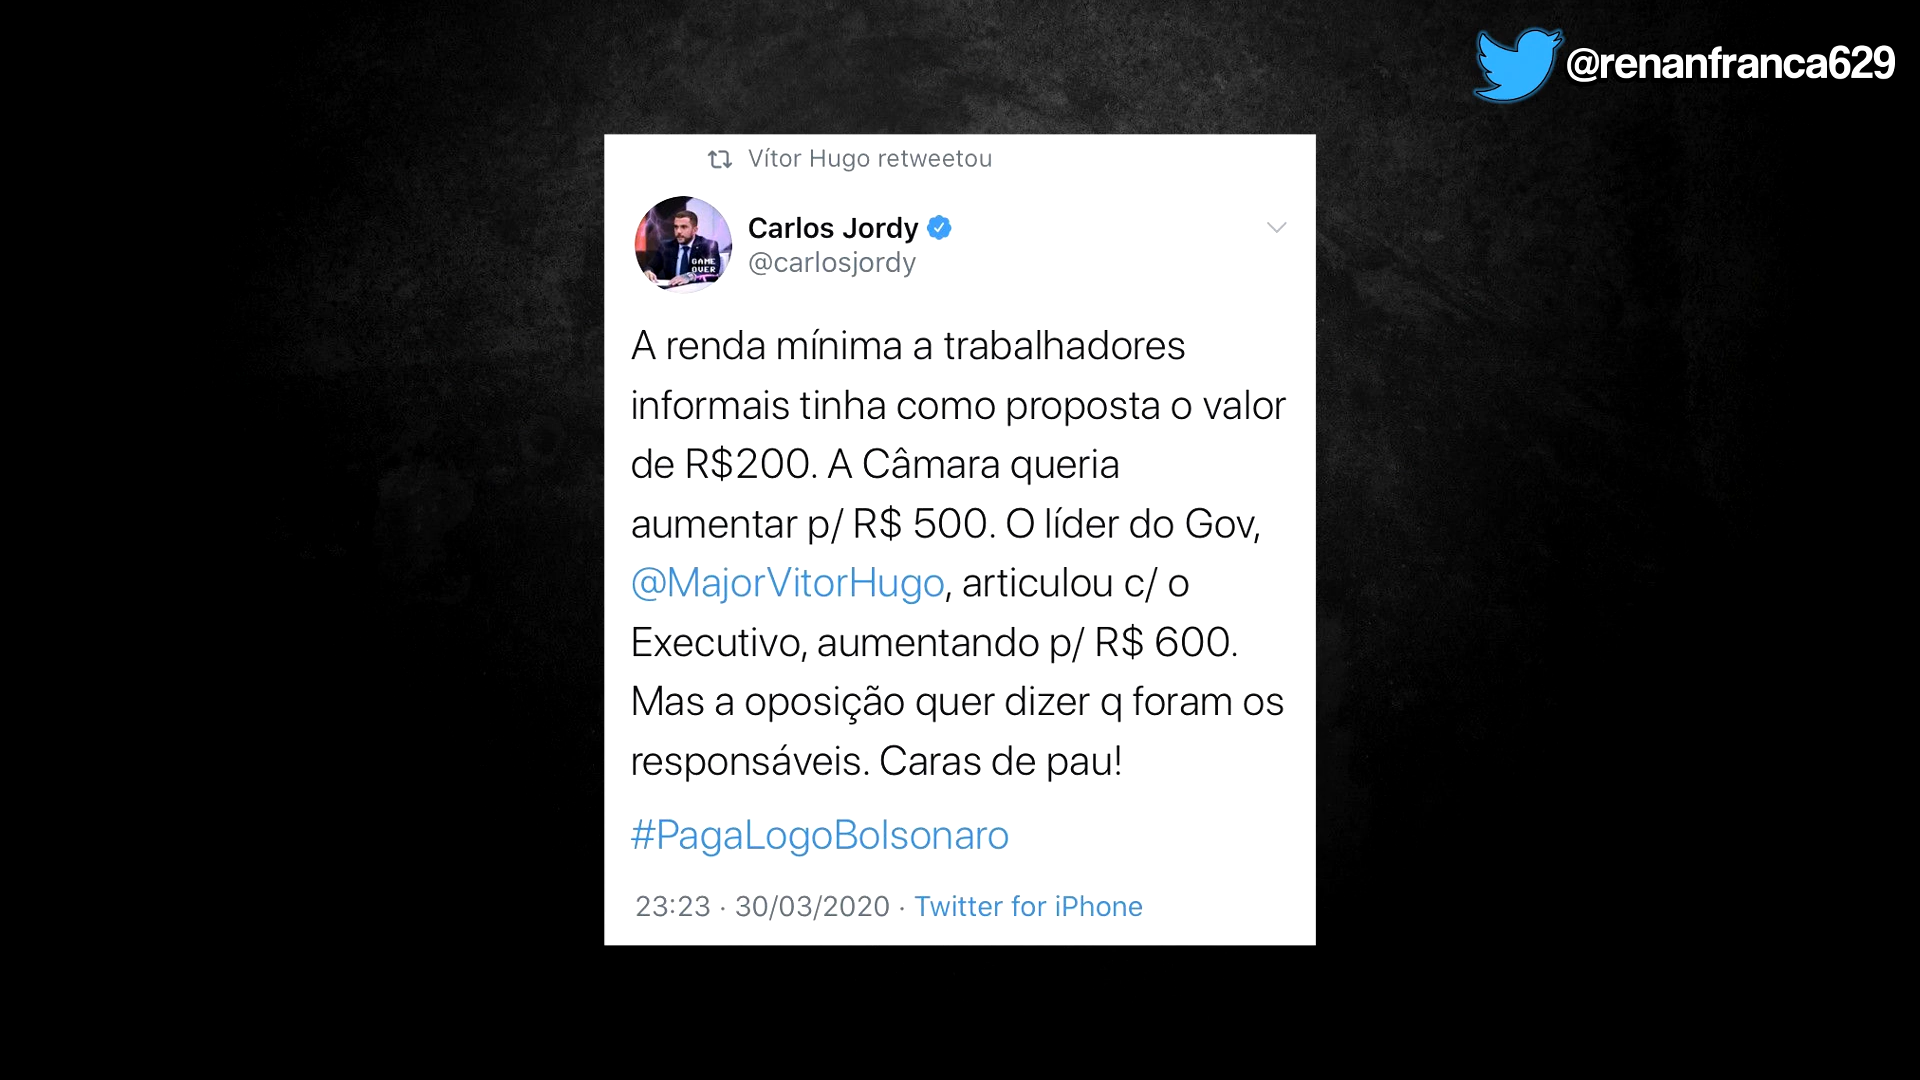 @renanfranca629
Vítor Hugo retweetou
Carlos Jordy
@carlosjordy
GAME
OVER
A renda mínima a trabalhadores
informais tinha como proposta o valor
de R$200. A Câmara queria
aumentar p/ R$ 500. O líder do Gov,
@MajorVitorHugo, articulou c/ o
Executivo, aumentando p/ R$ 600.
Mas a oposição quer dizer q foram os
responsáveis. Caras de pau!
#PagaLogoBolsonaro
23:23 · 30/03/2020 · Twitter for iPhone